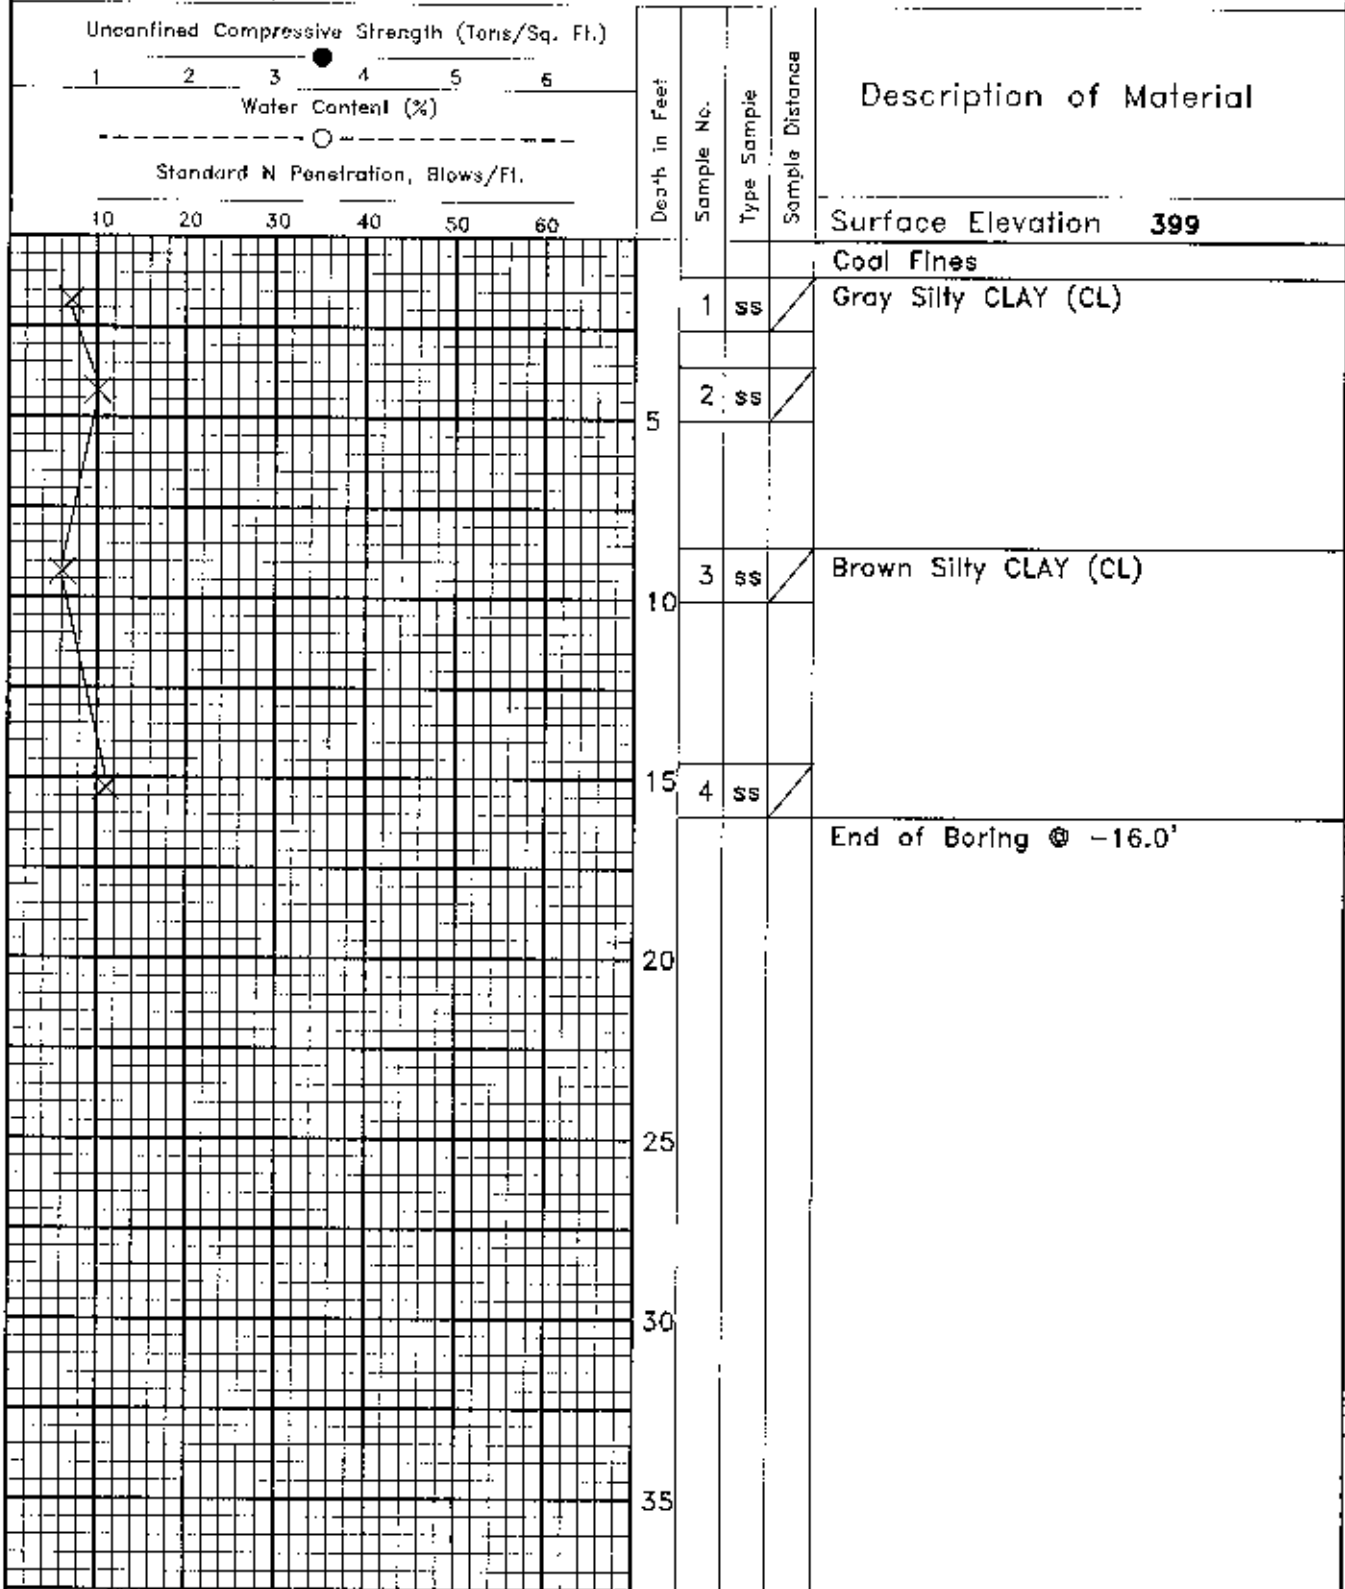 Unconfined Compressive Strength (Tons/Sq. Ft.)
1 2 3 4 5 6
Water Content (%)
Standard N Penetration, Blows/Ft.
10 20 30 40 50 60
Depth in Feet
Sample No.
Type Sample
Sample Distance
Description of Material
Surface Elevation 399
Coal Fines
1 ss Gray Silty CLAY (CL)
2 ss
5
3 ss Brown Silty CLAY (CL)
10
15
4 ss
End of Boring @ -16.0'
20
25
30
35